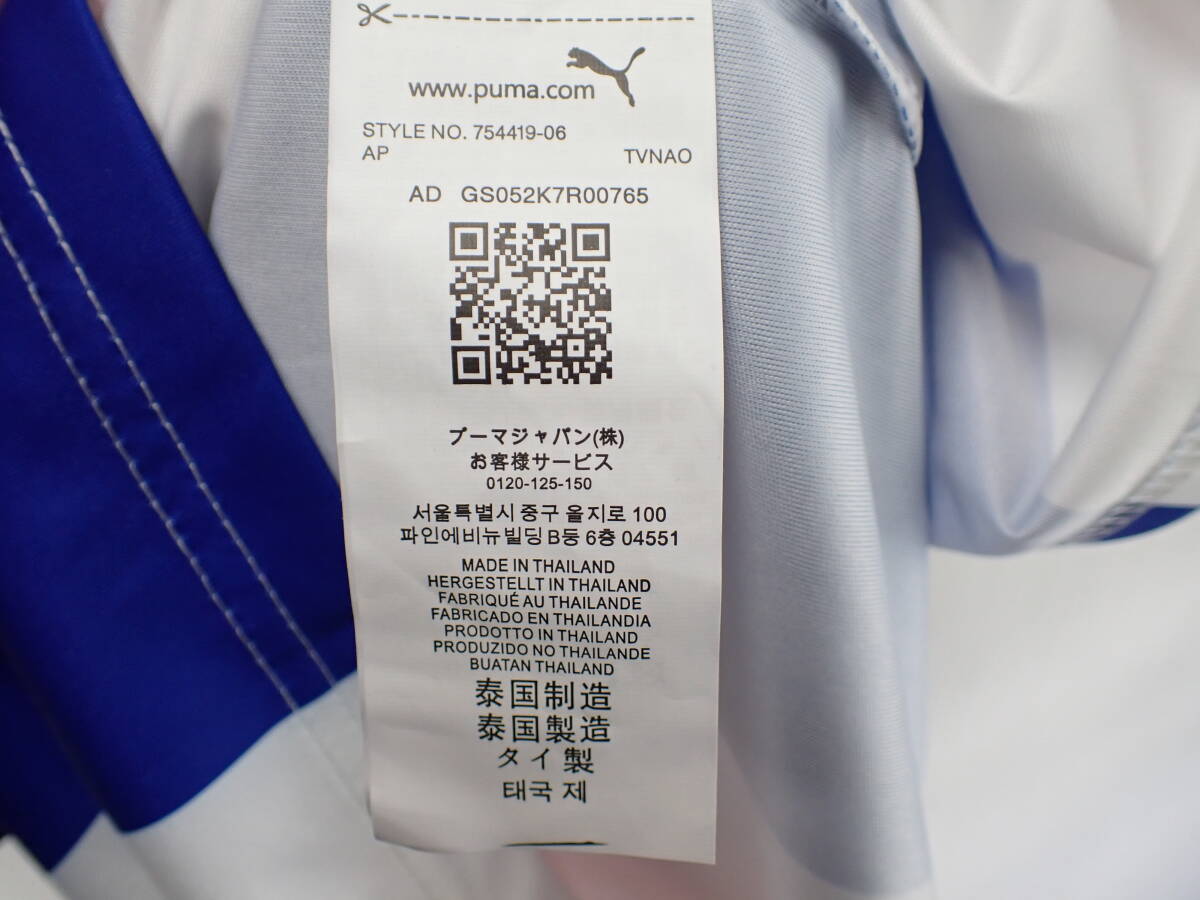 www.puma.com
STYLE NO. 754419-06
AP TVNAO
AD GS052K7R00765
プーマジャパン(株)
お客様サービス
0120-125-150
서울특별시 중구 을지로 100
파인에비뉴빌딩 B동 6층 04551
MADE IN THAILAND
HERGESTELLT IN THAILAND
FABRIQUÉ AU THAILANDE
FABRICADO EN THAILANDIA
PRODOTTO IN THAILAND
PRODUZIDO NO THAILANDE
BUATAN THAILAND
泰国制造
泰国製造
タイ製
태국 제